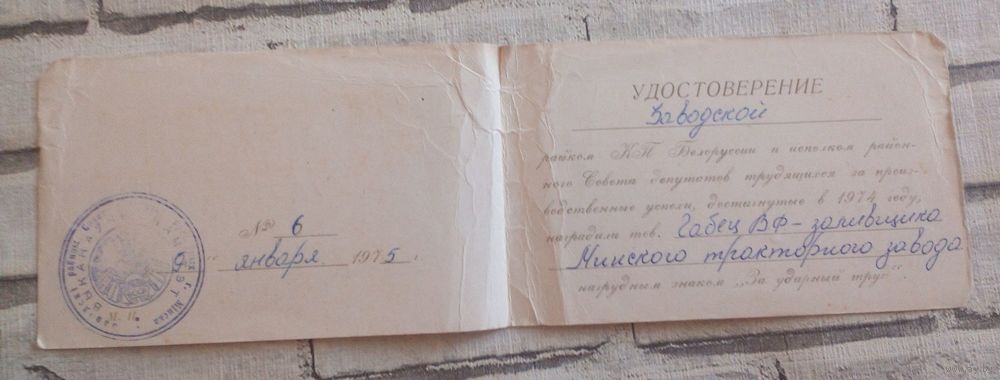 № 6
"9" января 1975 г.
М. П.
УДОСТОВЕРЕНИЕ
Заводской
райком КП Белоруссии и исполком район-
ного Совета депутатов трудящихся за произ-
водственные успехи, достигнутые в 1974 году,
наградили тов. Габец ВФ - заливщика
Минского тракторного завода
нагрудным знаком „За ударный труд".